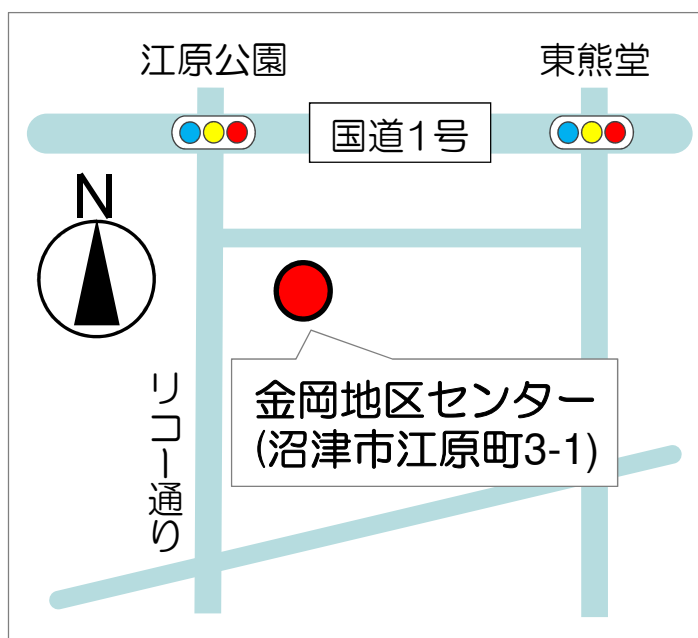 江原公園
東熊堂
国道1号
N
リコー通り
金岡地区センター
(沼津市江原町3-1)